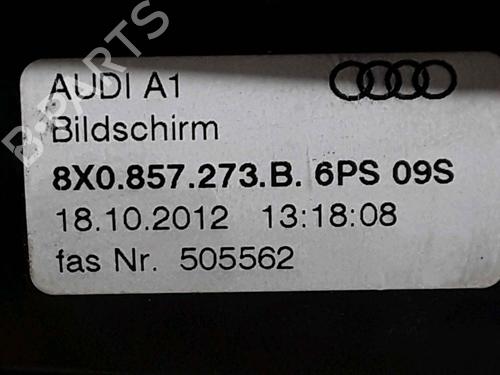 AUDI A1
Bildschirm
8X0.857.273.B. 6PS 09S
18.10.2012 13:18:08
fas Nr. 505562
B-PARTS